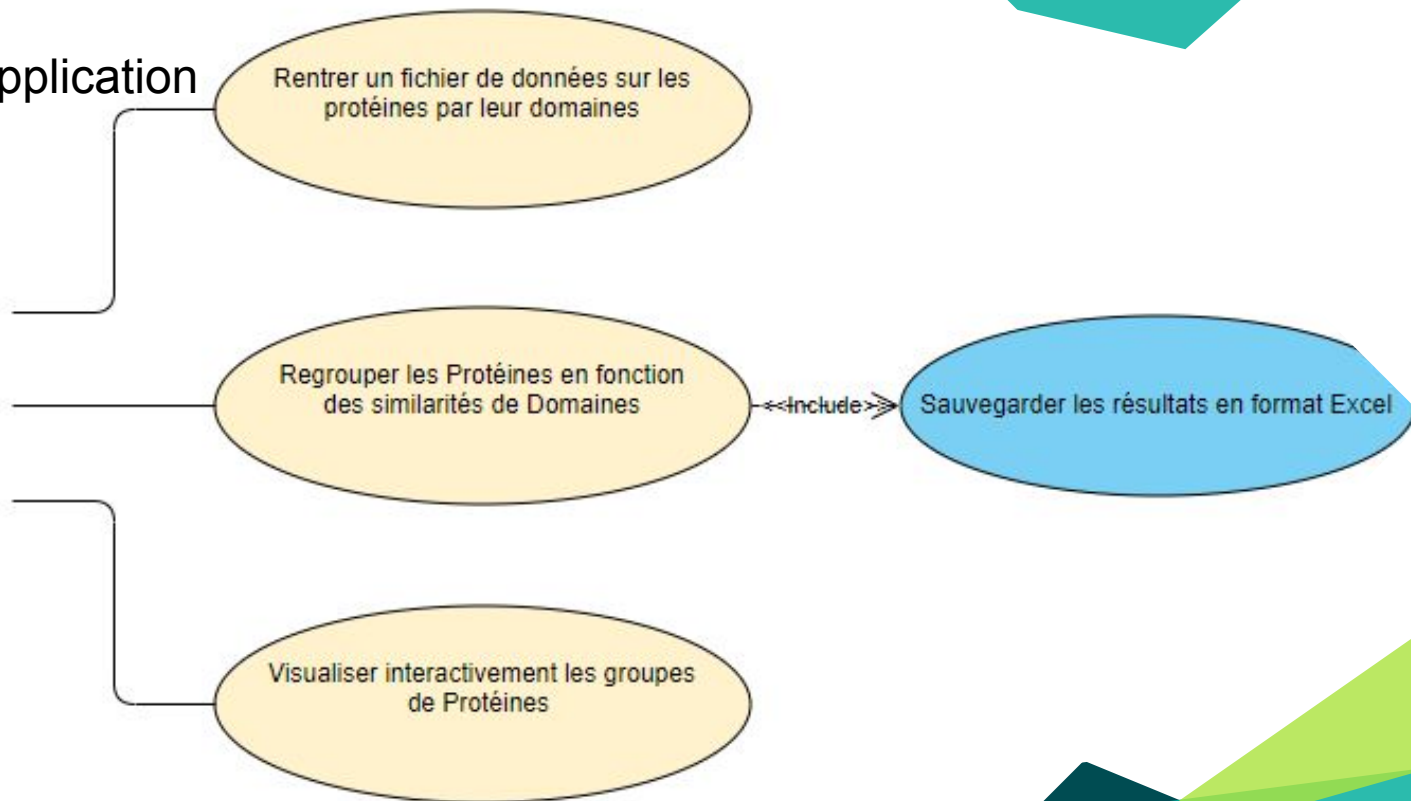 pplication
Rentrer un fichier de données sur les
protéines par leur domaines
Regrouper les Protéines en fonction
des similarités de Domaines
<<Include>>
Sauvegarder les résultats en format Excel
Visualiser interactivement les groupes
de Protéines